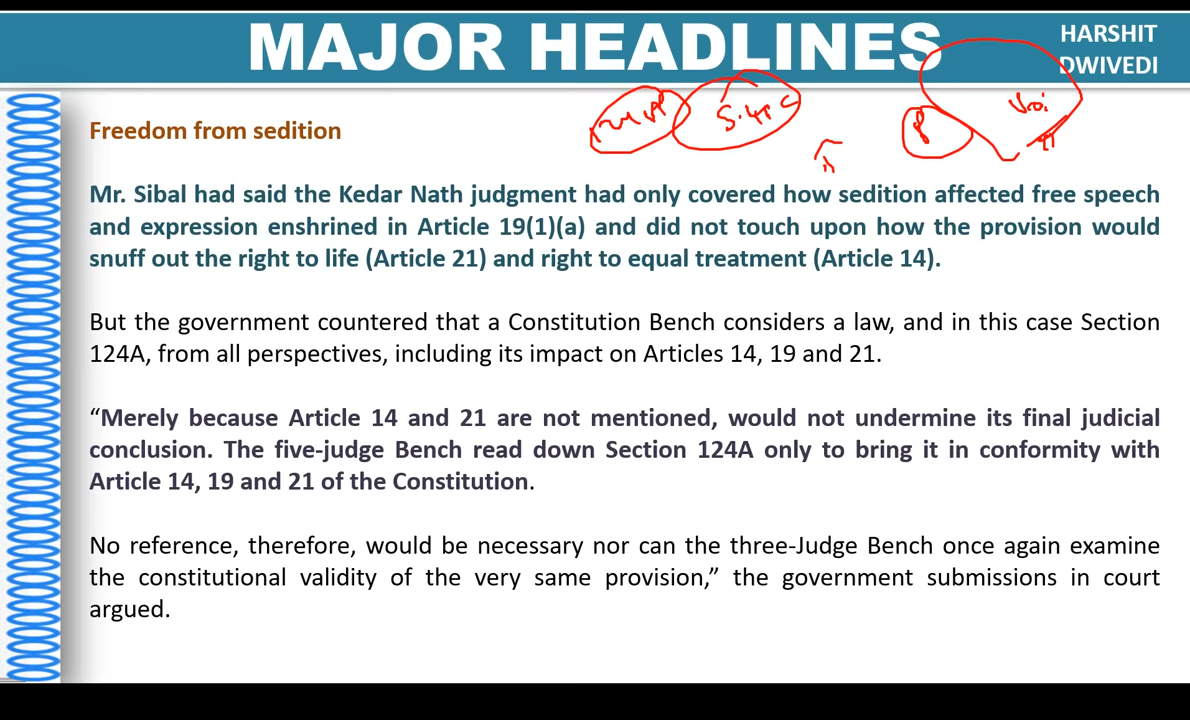 MAJOR HEADLINES
HARSHIT
DWIVEDI
Freedom from sedition
Mr. Sibal had said the Kedar Nath judgment had only covered how sedition affected free speech
and expression enshrined in Article 19(1)(a) and did not touch upon how the provision would
snuff out the right to life (Article 21) and right to equal treatment (Article 14).
But the government countered that a Constitution Bench considers a law, and in this case Section
124A, from all perspectives, including its impact on Articles 14, 19 and 21.
“Merely because Article 14 and 21 are not mentioned, would not undermine its final judicial
conclusion. The five-judge Bench read down Section 124A only to bring it in conformity with
Article 14, 19 and 21 of the Constitution.
No reference, therefore, would be necessary nor can the three-Judge Bench once again examine
the constitutional validity of the very same provision,” the government submissions in court
argued.